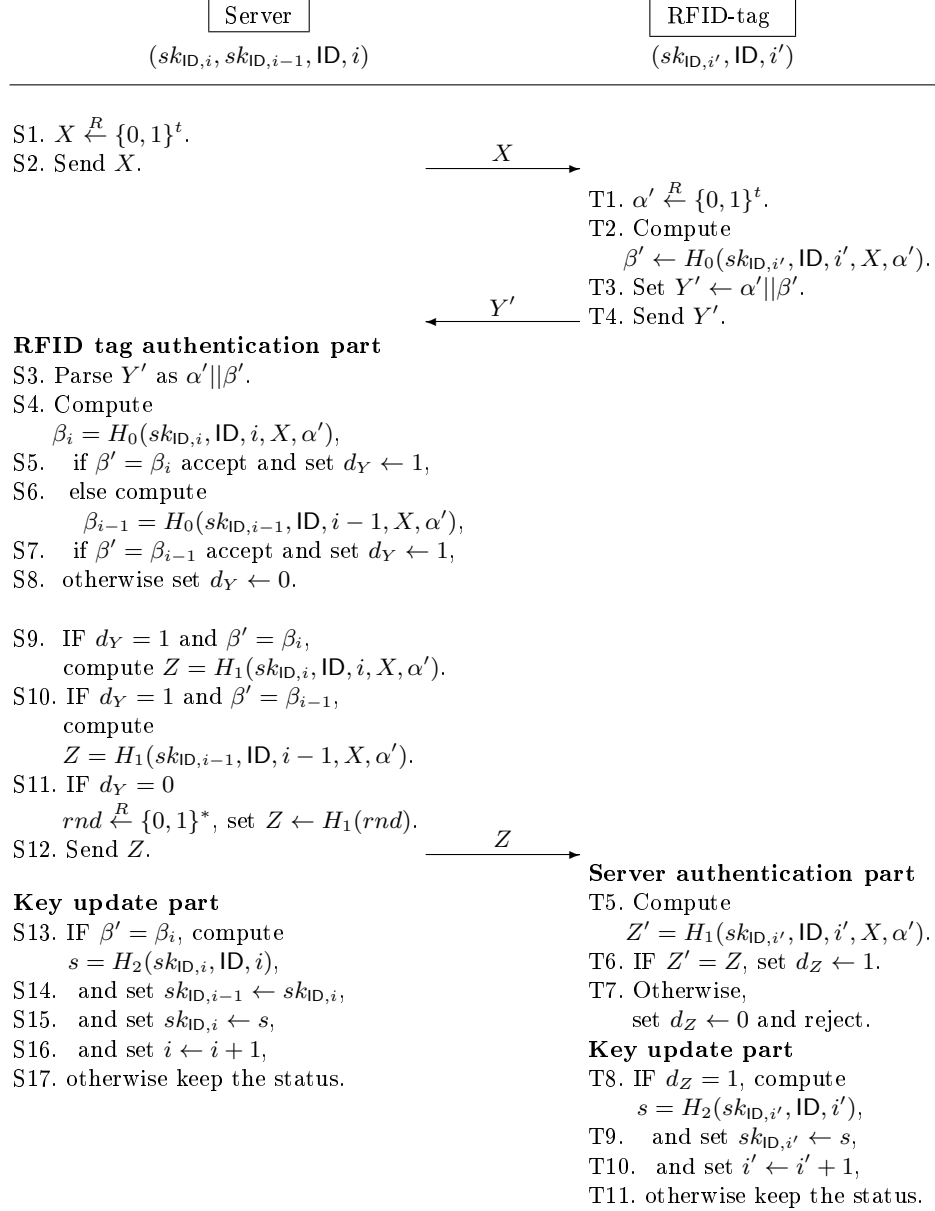 Server
RFID-tag
(sk_{ID,i}, sk_{ID,i−1}, ID, i)
(sk_{ID,i′}, ID, i′)
S1. X ←^R {0, 1}^t.
S2. Send X.
X
T1. α′ ←^R {0, 1}^t.
T2. Compute
β′ ← H_0(sk_{ID,i′}, ID, i′, X, α′).
T3. Set Y′ ← α′||β′.
T4. Send Y′.
Y′
RFID tag authentication part
S3. Parse Y′ as α′||β′.
S4. Compute
β_i = H_0(sk_{ID,i}, ID, i, X, α′),
S5. if β′ = β_i accept and set d_Y ← 1,
S6. else compute
β_{i−1} = H_0(sk_{ID,i−1}, ID, i − 1, X, α′),
S7. if β′ = β_{i−1} accept and set d_Y ← 1,
S8. otherwise set d_Y ← 0.
S9. IF d_Y = 1 and β′ = β_i,
compute Z = H_1(sk_{ID,i}, ID, i, X, α′).
S10. IF d_Y = 1 and β′ = β_{i−1},
compute
Z = H_1(sk_{ID,i−1}, ID, i − 1, X, α′).
S11. IF d_Y = 0
rnd ←^R {0, 1}^*, set Z ← H_1(rnd).
S12. Send Z.
Z
Server authentication part
T5. Compute
Z′ = H_1(sk_{ID,i′}, ID, i′, X, α′).
T6. IF Z′ = Z, set d_Z ← 1.
T7. Otherwise,
set d_Z ← 0 and reject.
Key update part
S13. IF β′ = β_i, compute
s = H_2(sk_{ID,i}, ID, i),
S14. and set sk_{ID,i−1} ← sk_{ID,i},
S15. and set sk_{ID,i} ← s,
S16. and set i ← i + 1,
S17. otherwise keep the status.
Key update part
T8. IF d_Z = 1, compute
s = H_2(sk_{ID,i′}, ID, i′),
T9. and set sk_{ID,i′} ← s,
T10. and set i′ ← i′ + 1,
T11. otherwise keep the status.